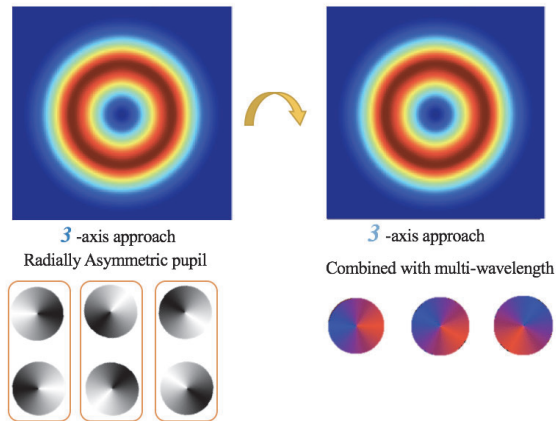 3 -axis approach
Radially Asymmetric pupil
3 -axis approach
Combined with multi-wavelength